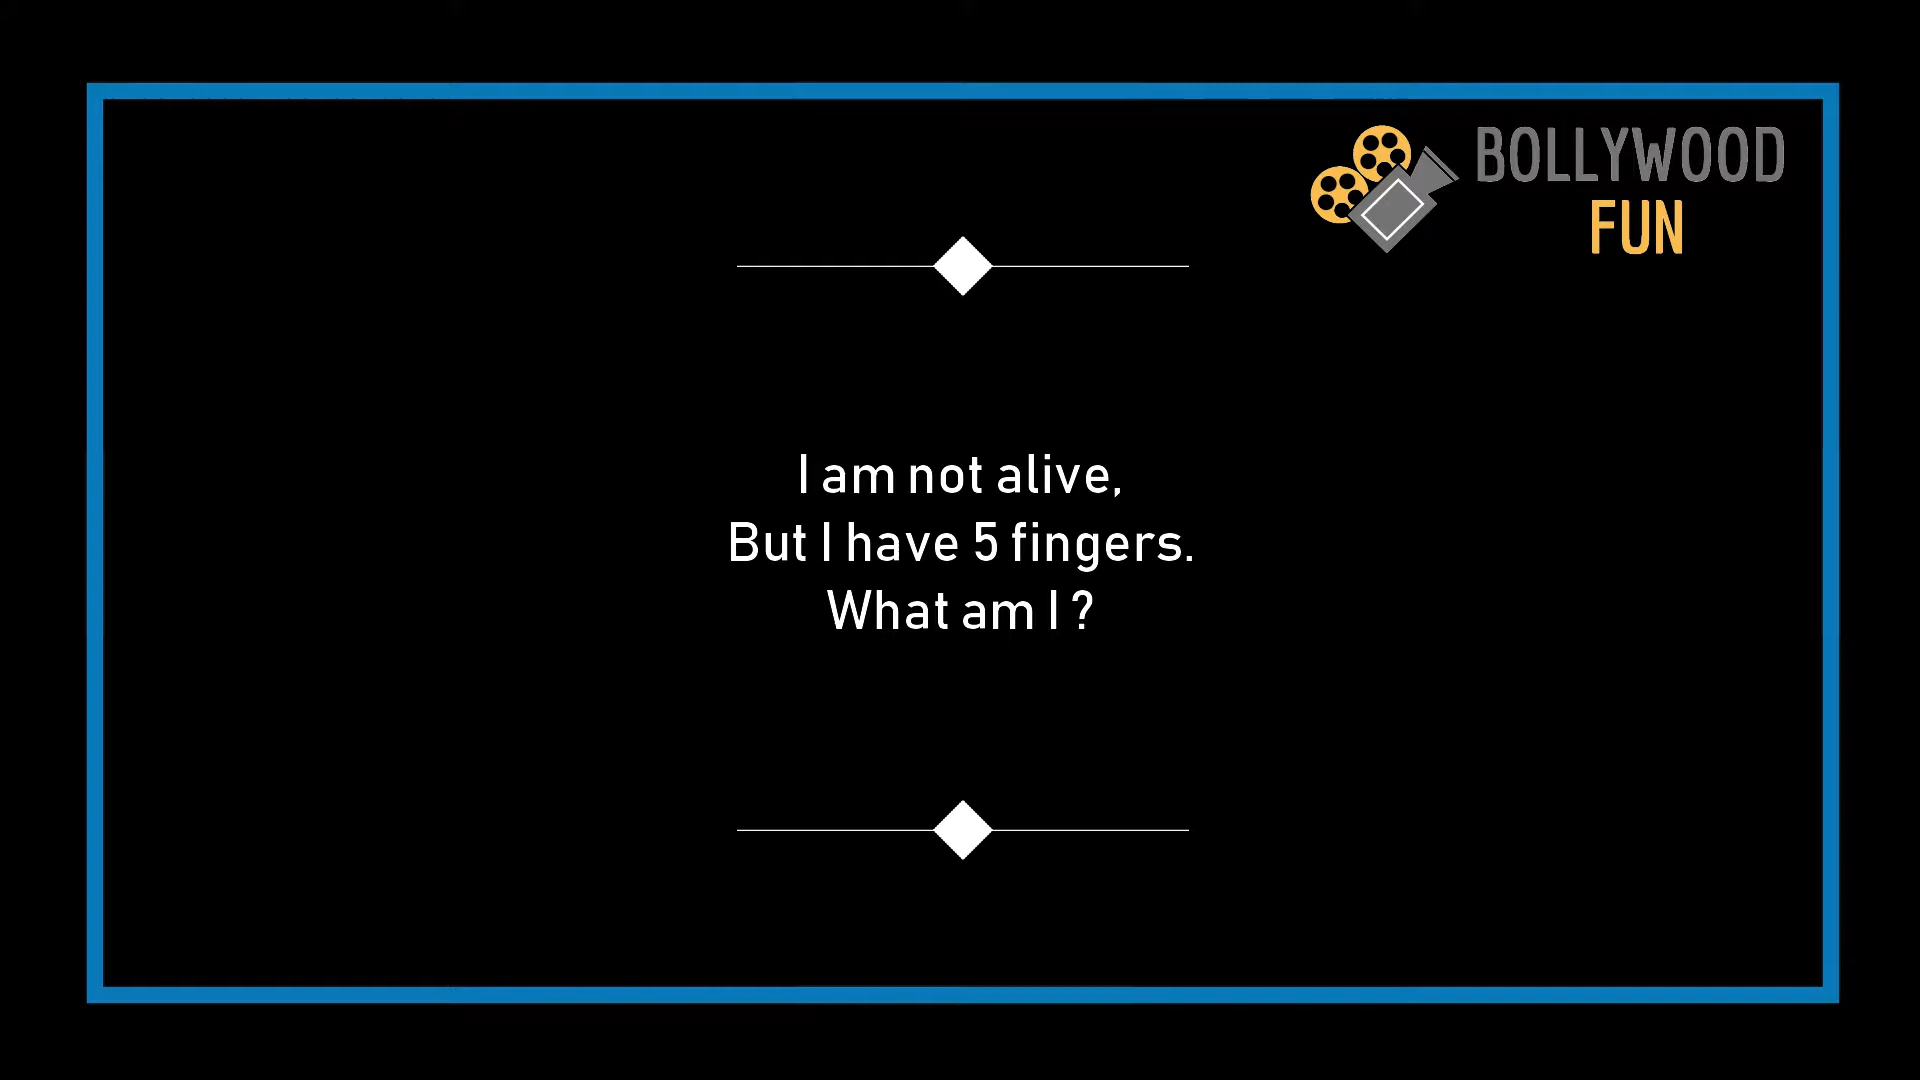 BOLLYWOOD
FUN
I am not alive,
But I have 5 fingers.
What am I ?